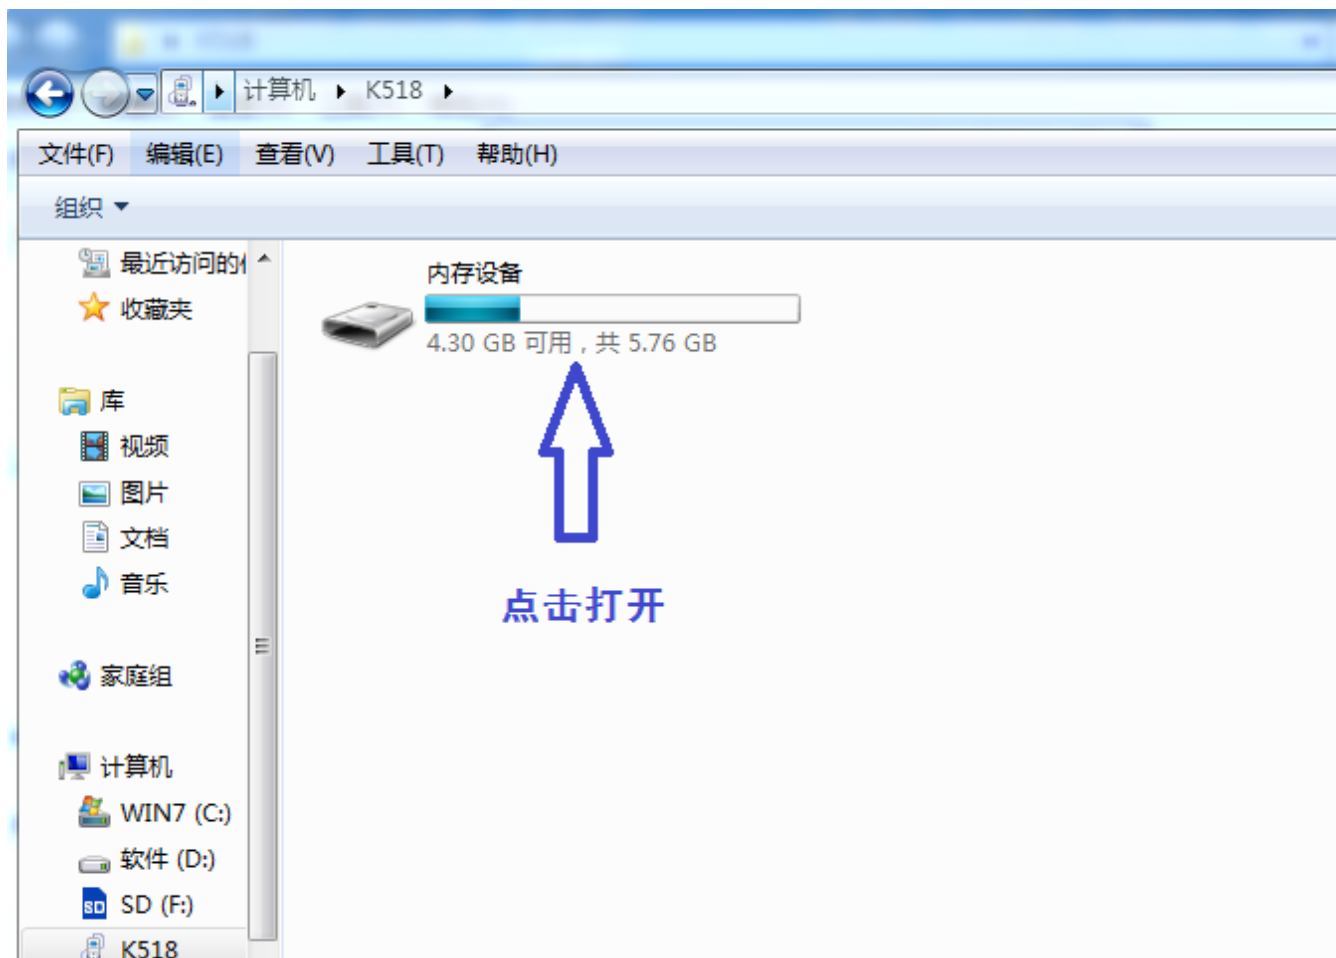 计算机 K518
文件(F) 编辑(E) 查看(V) 工具(T) 帮助(H)
组织
最近访问的
收藏夹
库
视频
图片
文档
音乐
家庭组
计算机
WIN7 (C:)
软件 (D:)
SD (F:)
K518
内存设备
4.30 GB 可用，共 5.76 GB
点击打开